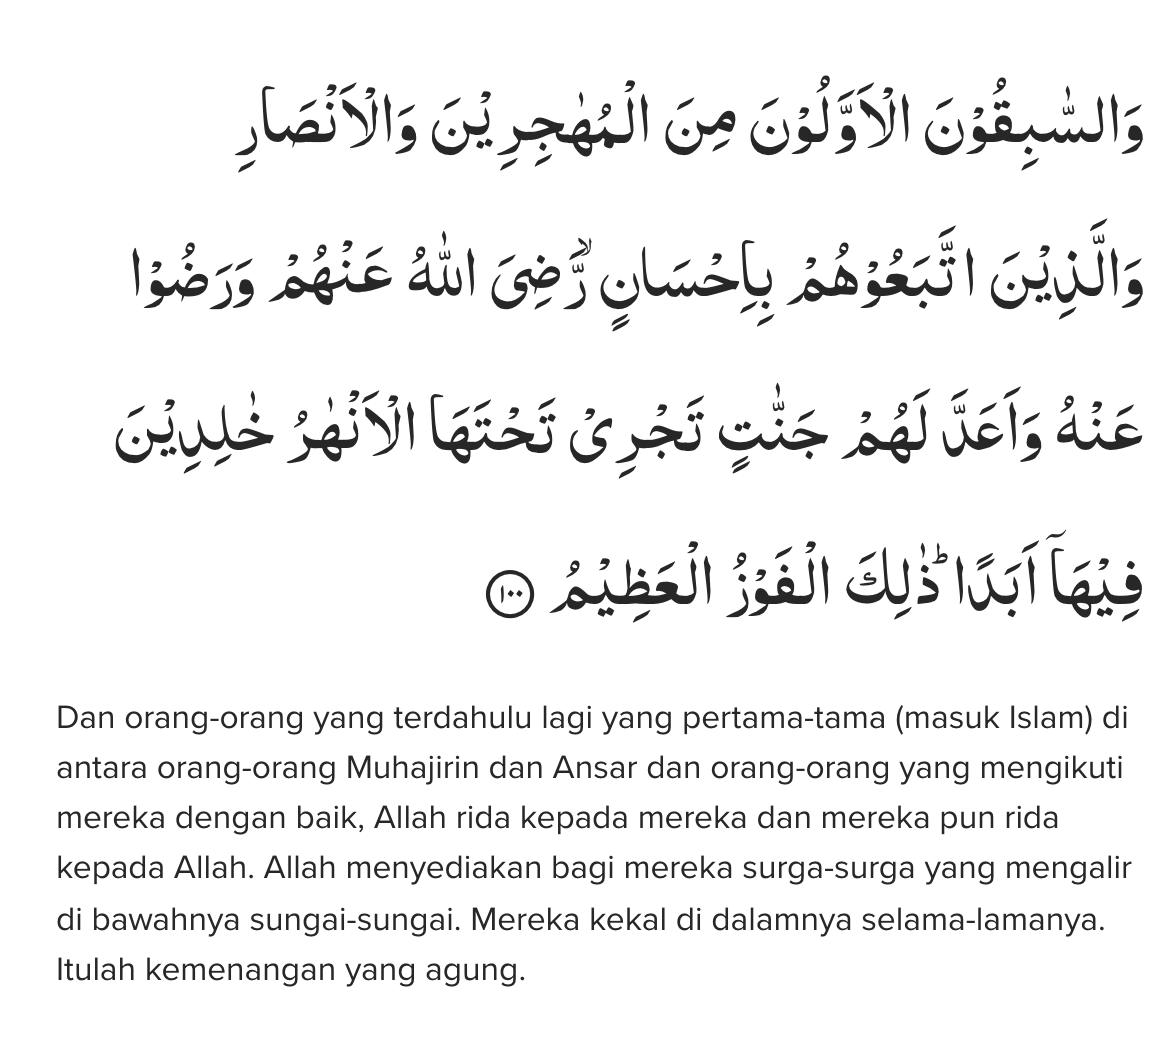 وَالسّٰبِقُوْنَ الْاَوَّلُوْنَ مِنَ الْمُهٰجِرِيْنَ وَالْاَنْصَارِ
وَالَّذِيْنَ اتَّبَعُوْهُمْ بِاِحْسَانٍۙ رَّضِيَ اللّٰهُ عَنْهُمْ وَرَضُوْا
عَنْهُ وَاَعَدَّ لَهُمْ جَنّٰتٍ تَجْرِيْ تَحْتَهَا الْاَنْهٰرُ خٰلِدِيْنَ
فِيْهَآ اَبَدًا ۗذٰلِكَ الْفَوْزُ الْعَظِيْمُ ١٠٠
Dan orang-orang yang terdahulu lagi yang pertama-tama (masuk Islam) di
antara orang-orang Muhajirin dan Ansar dan orang-orang yang mengikuti
mereka dengan baik, Allah rida kepada mereka dan mereka pun rida
kepada Allah. Allah menyediakan bagi mereka surga-surga yang mengalir
di bawahnya sungai-sungai. Mereka kekal di dalamnya selama-lamanya.
Itulah kemenangan yang agung.